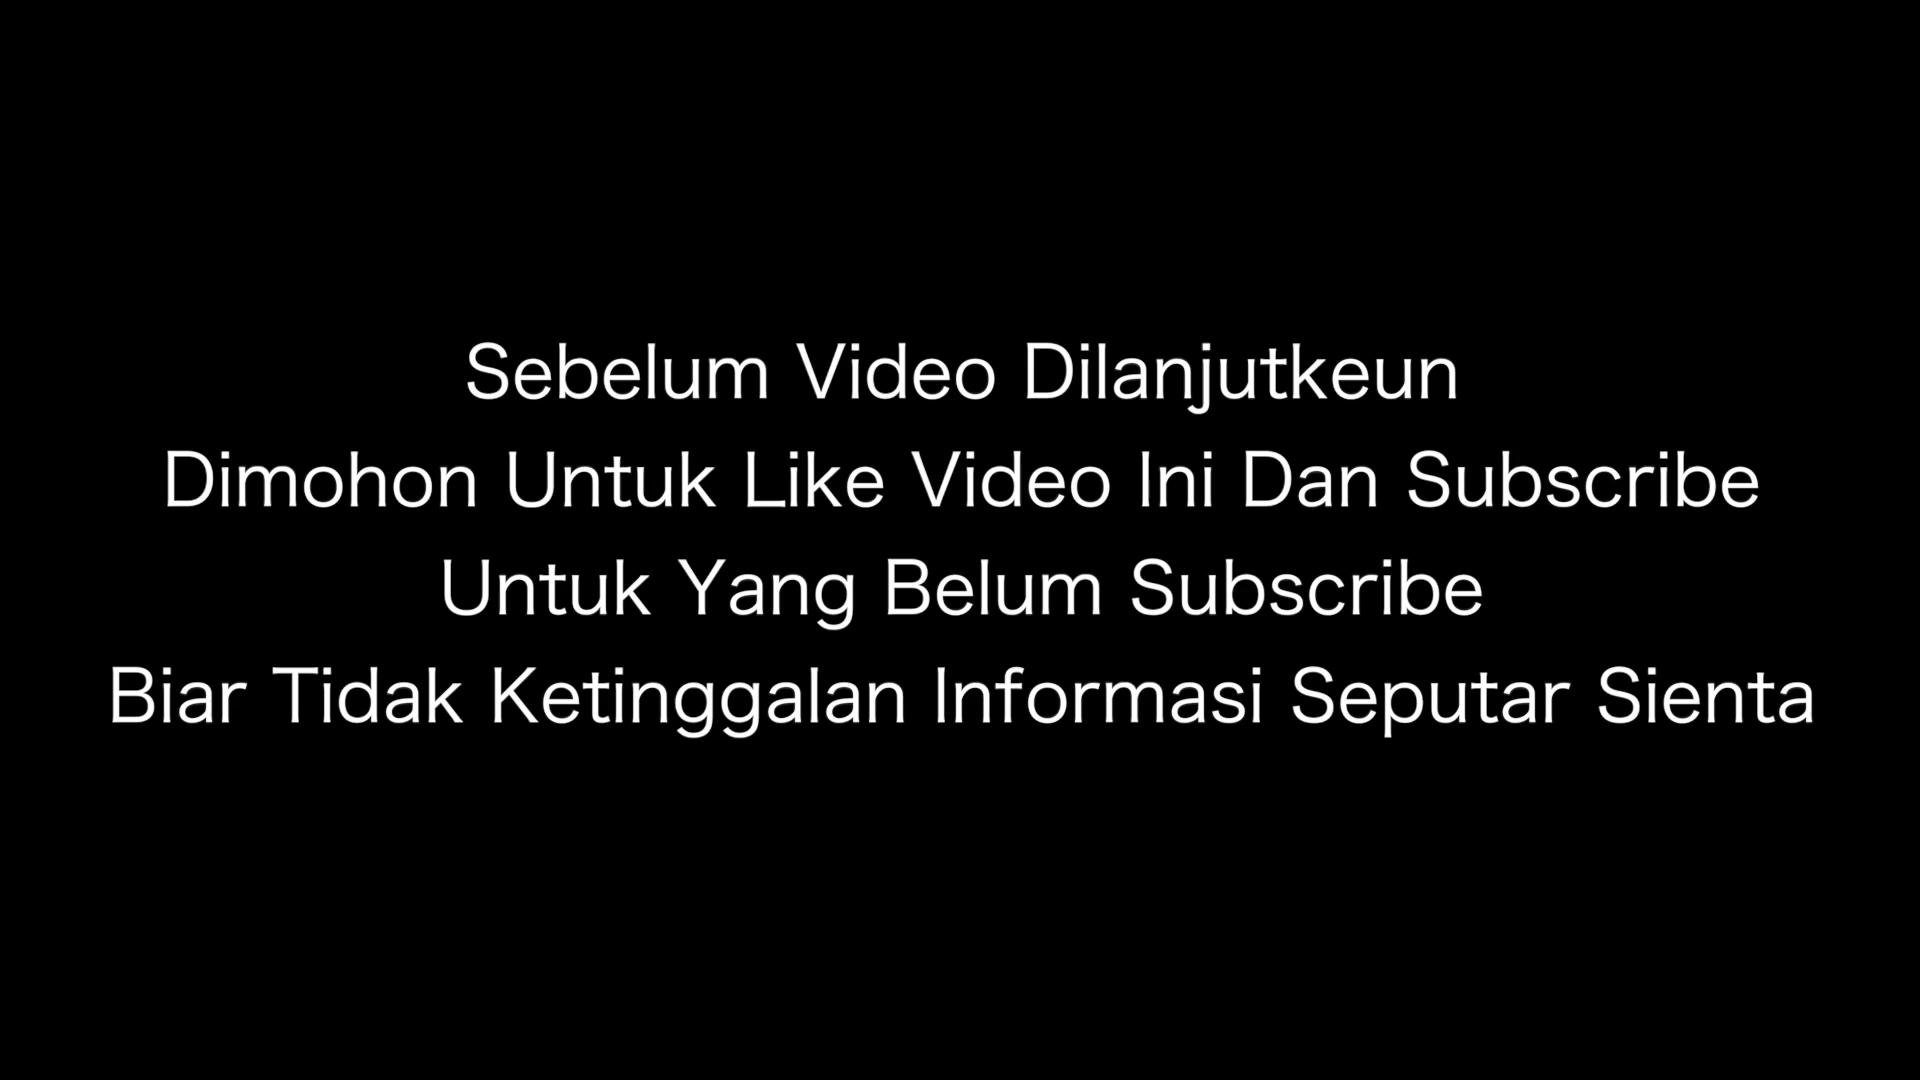 Sebelum Video Dilanjutkeun
Dimohon Untuk Like Video Ini Dan Subscribe
Untuk Yang Belum Subscribe
Biar Tidak Ketinggalan Informasi Seputar Sienta